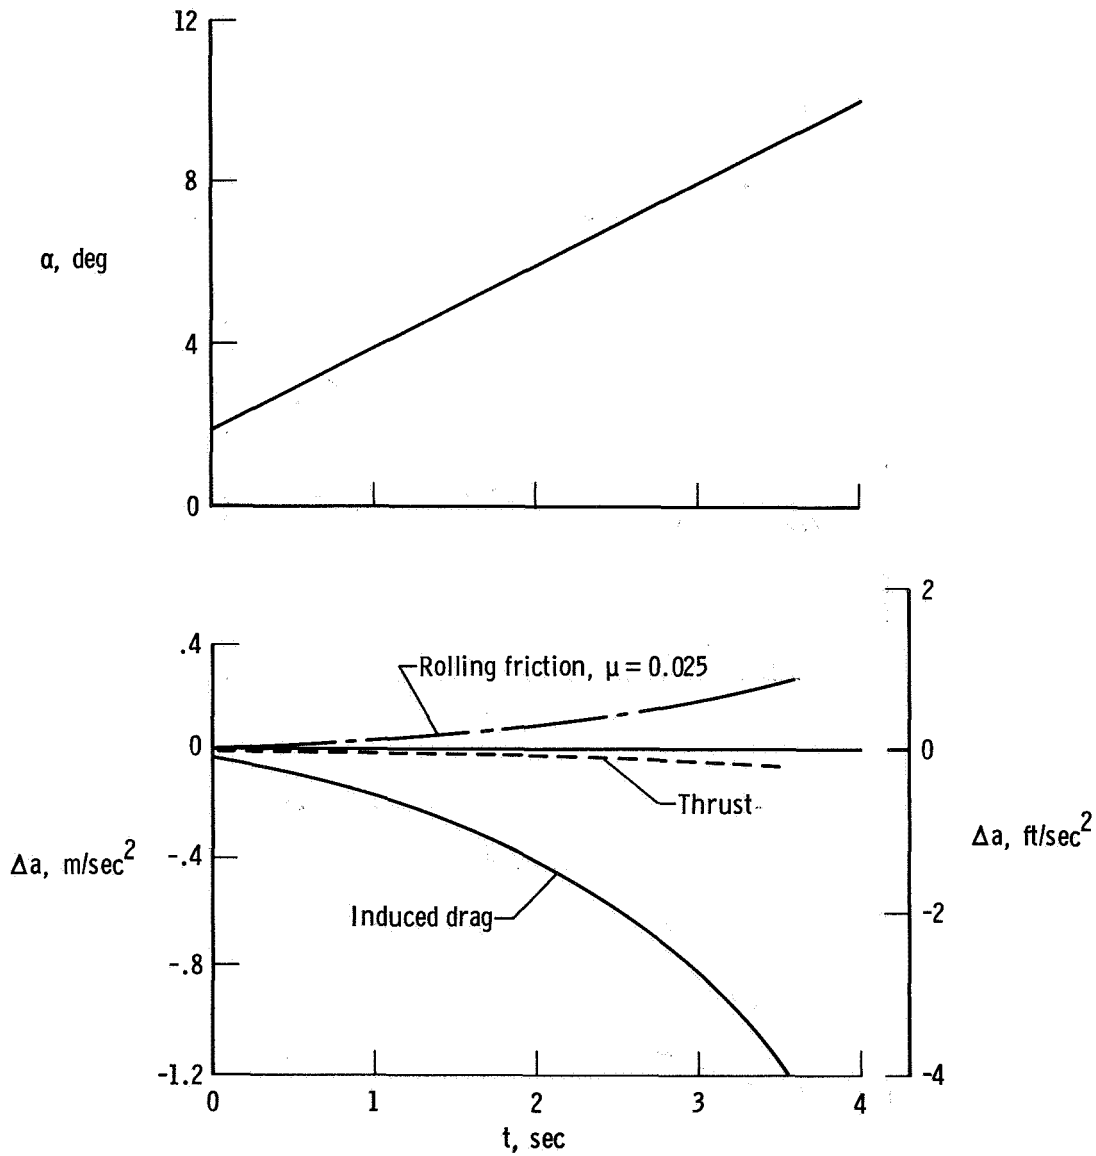 12
8
α, deg
4
0
2
.4
Rolling friction, μ = 0.025
0
0
Thrust
Δa, m/sec²
-.4
Δa, ft/sec²
Induced drag
-2
-.8
-1.2
-4
0 1 2 3 4
t, sec